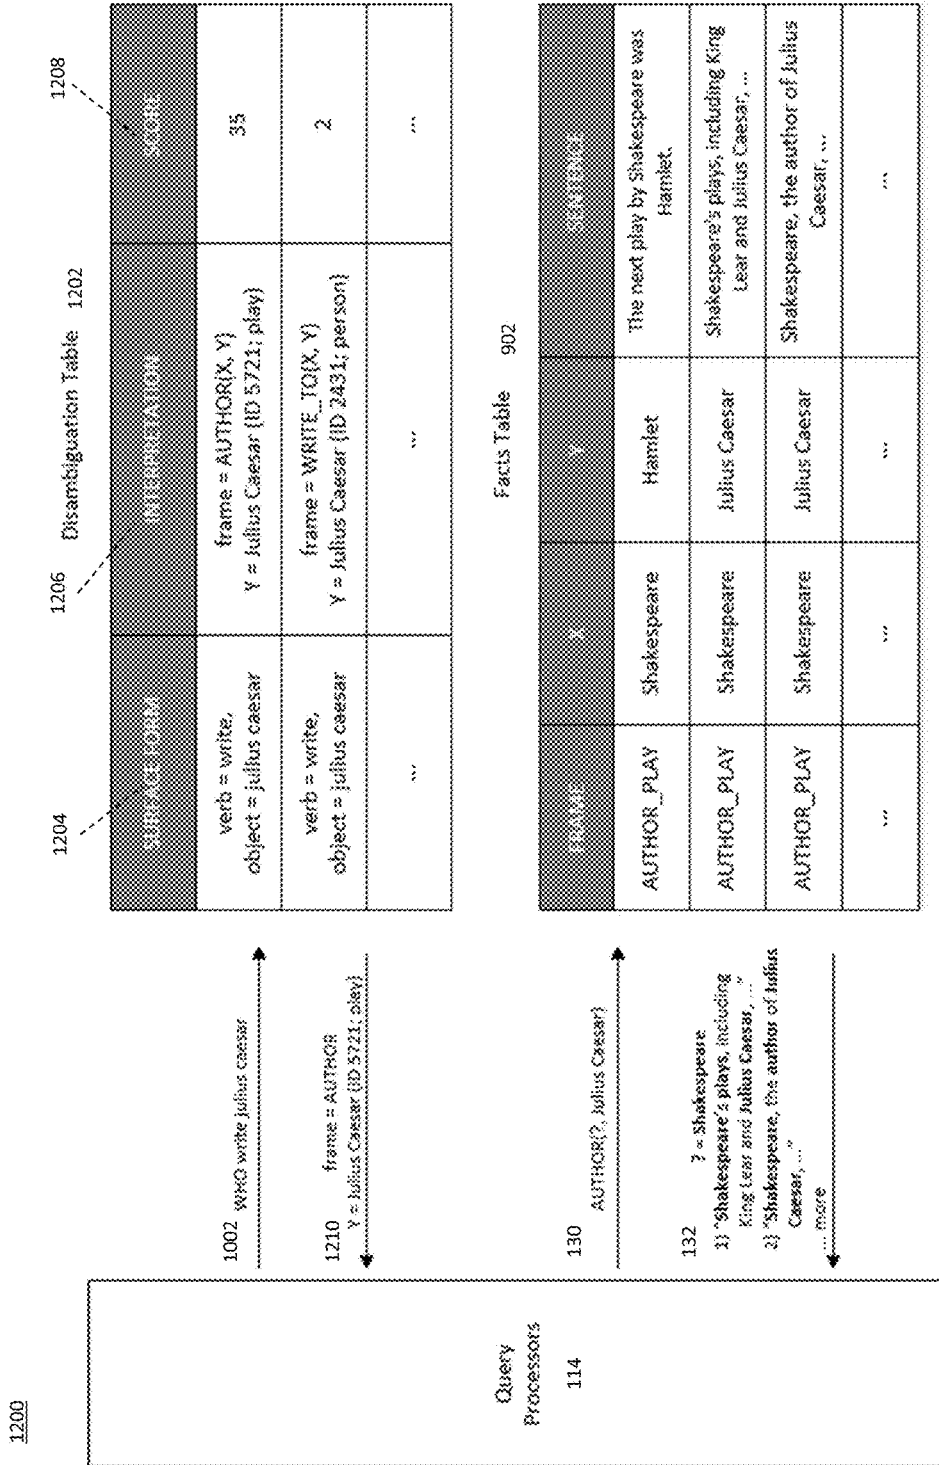 1200
Query
Processors
114
1002
WHO write julius caesar
1210
frame = AUTHOR
Y = Julius Caesar (ID 5721; play)
130
AUTHOR(?, Julius Caesar)
132
? = Shakespeare
1) "Shakespeare's plays, including
King Lear and Julius Caesar, ..."
2) "Shakespeare, the author of Julius
Caesar, ..."
... more
Disambiguation Table 1202
1204
1206
1208
SURFACE FORM
INTERPRETATION
SCORE
verb = write,
object = julius caesar
frame = AUTHOR(X, Y)
Y = Julius Caesar (ID 5721; play)
35
verb = write,
object = julius caesar
frame = WRITE_TO(X, Y)
Y = Julius Caesar (ID 2431; person)
2
...
...
...
Facts Table 902
FRAME
X
Y
SENTENCE
AUTHOR_PLAY
Shakespeare
Hamlet
The next play by Shakespeare was
Hamlet.
AUTHOR_PLAY
Shakespeare
Julius Caesar
Shakespeare's plays, including King
Lear and Julius Caesar, ...
AUTHOR_PLAY
Shakespeare
Julius Caesar
Shakespeare, the author of Julius
Caesar, ...
...
...
...
...